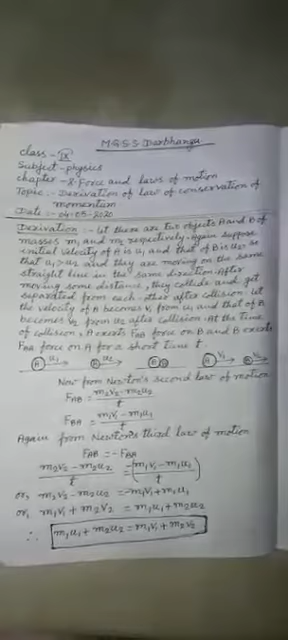 M.G.S.S Darbhanga
class - IX
Subject - physics
chapter - 8. Force and laws of motion
Topic :- Derivation of law of conservation of
momentum
Date :- 04-05-2020
Derivation :- Let there are two objects A and B of
masses m₁ and m₂ respectively. Again suppose
initial velocity of A is u₁ and that of B is u₂, so
that u₁ > u₂ and they are moving on the same
straight line in the same direction. After
moving some distance, they collide and get
separated from each other after collision. Let
the velocity of A becomes v₁ from u₁ and that of B
becomes v₂ from u₂ after collision. At the time
of collision, A exerts FAB force on B and B exerts
FBA force on A for a short time t.
A u₁ B u₂ A B A v₁ B v₂
Now from Newton's second law of motion
FAB = m₂v₂ - m₂u₂ / t
FBA = m₁v₁ - m₁u₁ / t
Again from Newton's third law of motion
FAB = - FBA
m₂v₂ - m₂u₂ / t = -(m₁v₁ - m₁u₁ / t)
or, m₂v₂ - m₂u₂ = -m₁v₁ + m₁u₁
or, m₁v₁ + m₂v₂ = m₁u₁ + m₂u₂
∴ m₁u₁ + m₂u₂ = m₁v₁ + m₂v₂